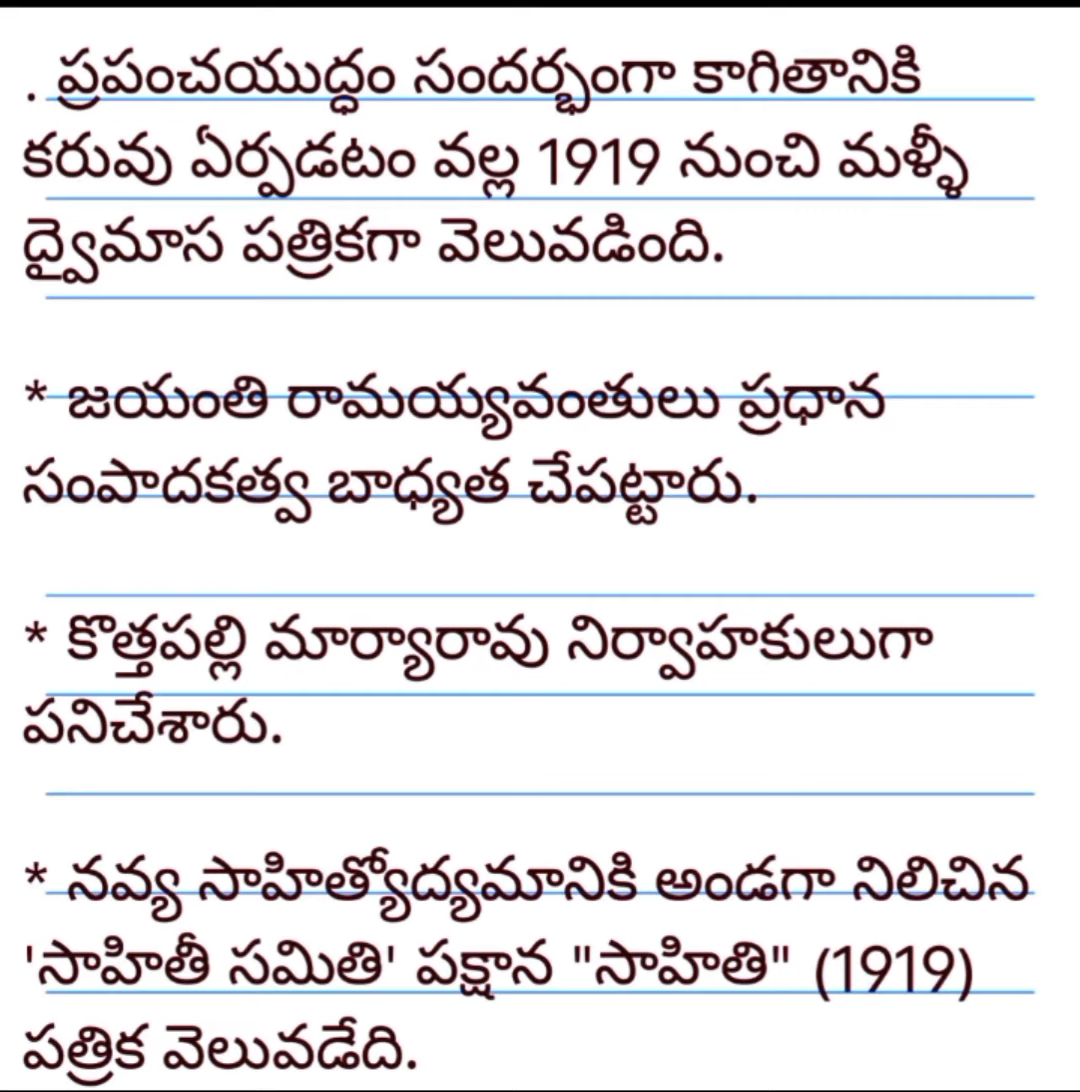 . ప్రపంచయుద్ధం సందర్భంగా కాగితానికి
కరువు ఏర్పడటం వల్ల 1919 నుంచి మళ్ళీ
ద్వైమాస పత్రికగా వెలువడింది.
* జయంతి రామయ్యవంతులు ప్రధాన
సంపాదకత్వ బాధ్యత చేపట్టారు.
* కొత్తపల్లి మార్యారావు నిర్వాహకులుగా
పనిచేశారు.
* నవ్య సాహిత్యోద్యమానికి అండగా నిలిచిన
'సాహితీ సమితి' పక్షాన "సాహితి" (1919)
పత్రిక వెలువడేది.